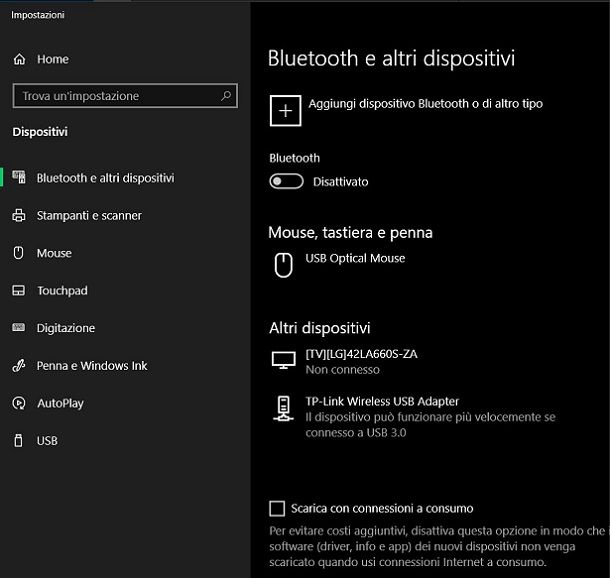 Impostazioni
Home
Trova un'impostazione
Dispositivi
Bluetooth e altri dispositivi
Stampanti e scanner
Mouse
Touchpad
Digitazione
Penna e Windows Ink
AutoPlay
USB
Bluetooth e altri dispositivi
Aggiungi dispositivo Bluetooth o di altro tipo
Bluetooth
Disattivato
Mouse, tastiera e penna
USB Optical Mouse
Altri dispositivi
[TV][LG]42LA660S-ZA
Non connesso
TP-Link Wireless USB Adapter
Il dispositivo può funzionare più velocemente se
connesso a USB 3.0
Scarica con connessioni a consumo
Per evitare costi aggiuntivi, disattiva questa opzione in modo che i
software (driver, info e app) dei nuovi dispositivi non venga
scaricato quando usi connessioni Internet a consumo.